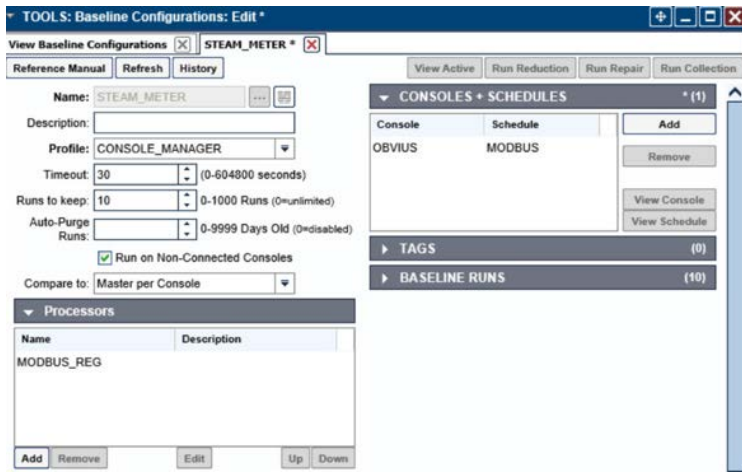 TOOLS: Baseline Configurations: Edit *
View Baseline Configurations STEAM_METER *
Reference Manual Refresh History View Active Run Reduction Run Repair Run Collection
Name: STEAM_METER ...
Description:
Profile: CONSOLE_MANAGER
Timeout: 30 (0-604800 seconds)
Runs to keep: 10 0-1000 Runs (0=unlimited)
Auto-Purge Runs: 0-9999 Days Old (0=disabled)
Run on Non-Connected Consoles
Compare to: Master per Console
Processors
Name Description
MODBUS_REG
Add Remove Edit Up Down
CONSOLES + SCHEDULES * (1)
Console Schedule
OBVIUS MODBUS
Add
Remove
View Console
View Schedule
TAGS (0)
BASELINE RUNS (10)